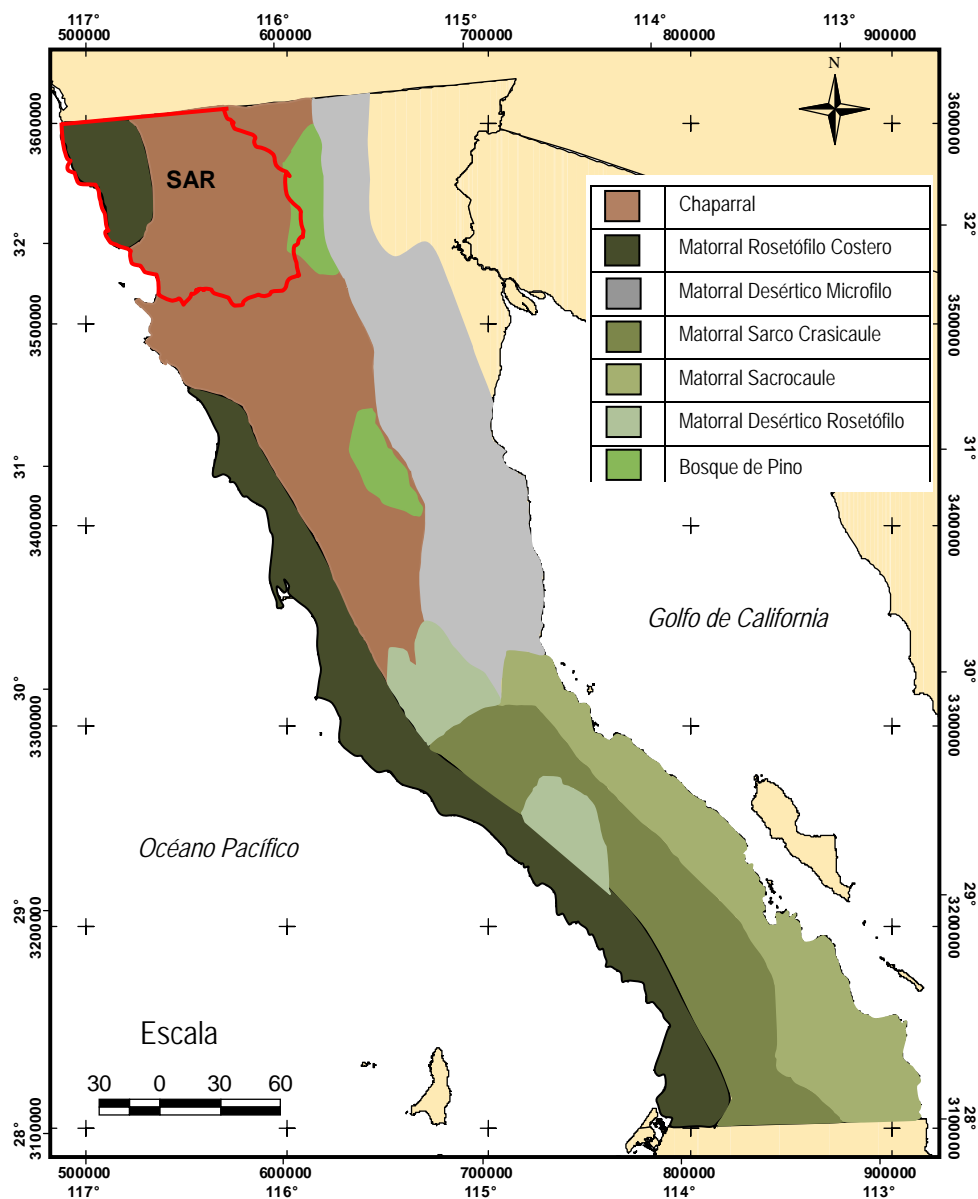 117° 116° 115° 114° 113°
500000 600000 700000 800000 900000
N
3600000
3600000
SAR
Chaparral
Matorral Rosetófilo Costero
Matorral Desértico Microfilo
Matorral Sarco Crasicaule
Matorral Sacrocaule
Matorral Desértico Rosetófilo
Bosque de Pino
32°
32°
3500000
3500000
31°
31°
3400000
3400000
Golfo de California
30°
30°
3300000
3300000
Océano Pacífico
29°
29°
3200000
3200000
Escala
30 0 30 60
28°
28°
3100000
3100000
500000 600000 700000 800000 900000
117° 116° 115° 114° 113°